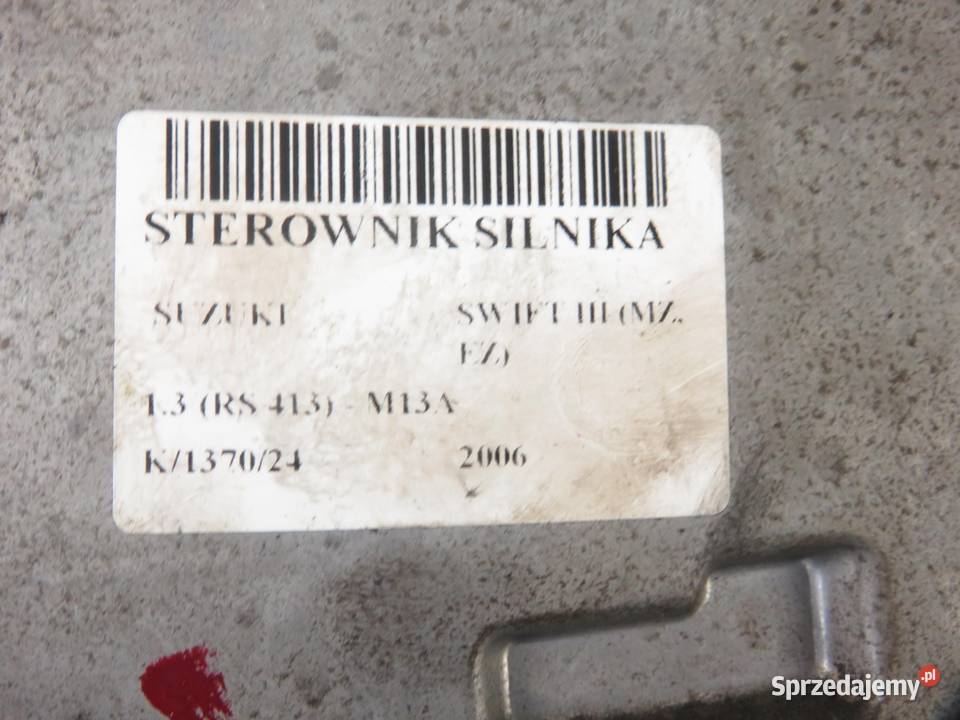 STEROWNIK SILNIKA
SUZUKI SWIFT III (MZ,
EZ)
1.3 (RS 413) - M13A
K/1370/24 2006
Sprzedajemy.pl